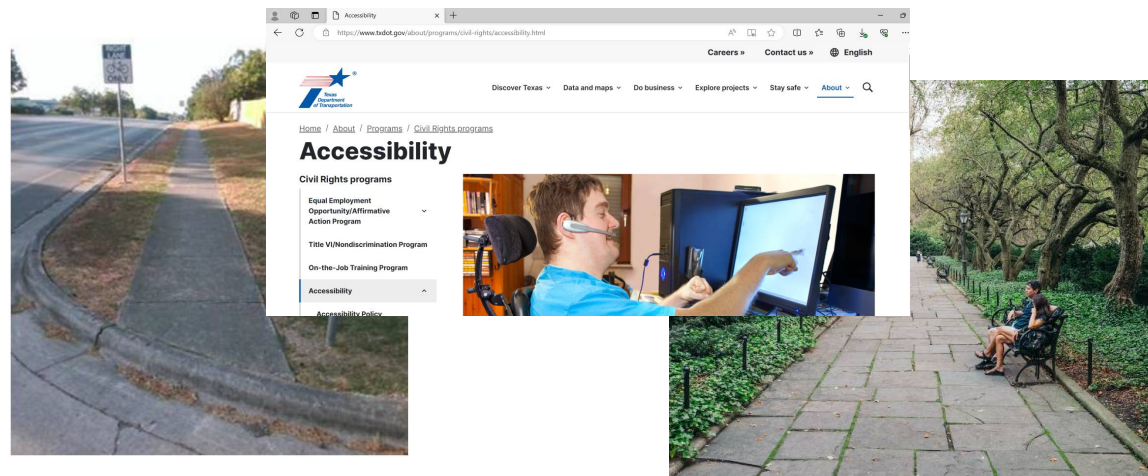 RIGHT
LANE
ONLY
Accessibility
https://www.txdot.gov/about/programs/civil-rights/accessibility.html
Careers » Contact us » English
Texas
Department
of Transportation
Discover Texas Data and maps Do business Explore projects Stay safe About
Home / About / Programs / Civil Rights programs
Accessibility
Civil Rights programs
Equal Employment
Opportunity/Affirmative
Action Program
Title VI/Nondiscrimination Program
On-the-Job Training Program
Accessibility
Accessibility Policy